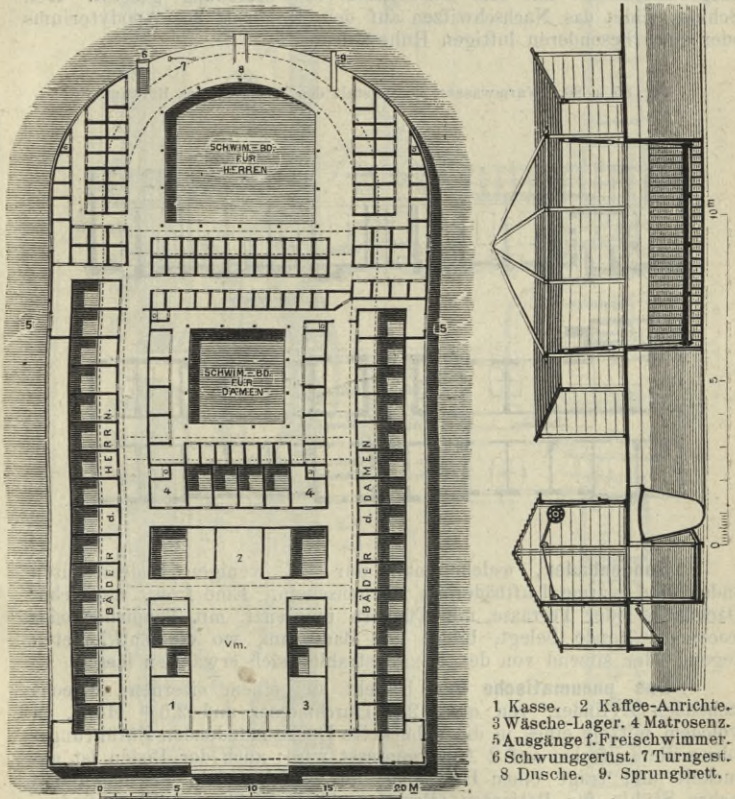 6
7
8
9
SCHWIM.-BD.
FÜR
HERREN
5
5
SCHWIM.-BD.
FÜR
DAMEN
BÄDER d. HERRN.
BÄDER d. DAMEN
4
4
2
Vm.
1
3
0 5 10 15 20 M
10 m
5
0
1 Kasse. 2 Kaffee-Anrichte.
3 Wäsche-Lager. 4 Matrosenz.
5 Ausgänge f. Freischwimmer.
6 Schwunggerüst. 7 Turngest.
8 Dusche. 9. Sprungbrett.